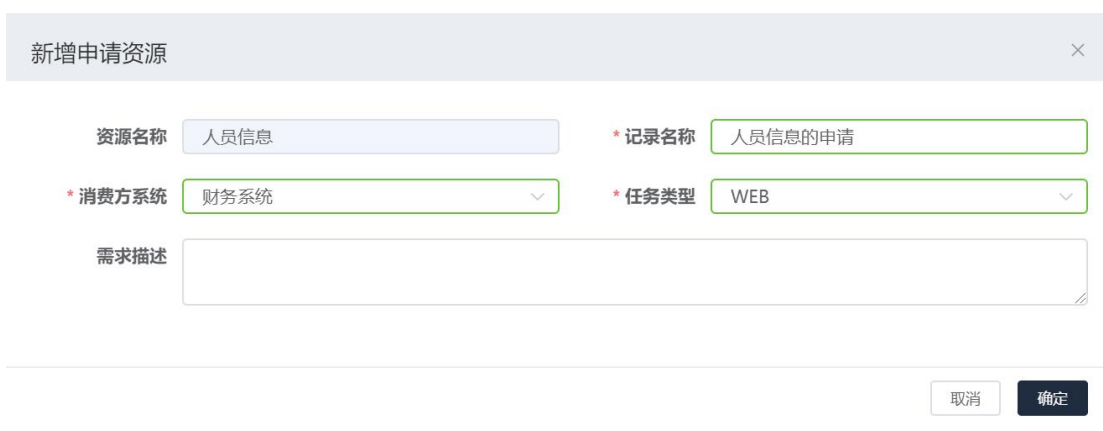 新增申请资源
资源名称 人员信息 * 记录名称 人员信息的申请
* 消费方系统 财务系统 * 任务类型 WEB
需求描述
取消 确定